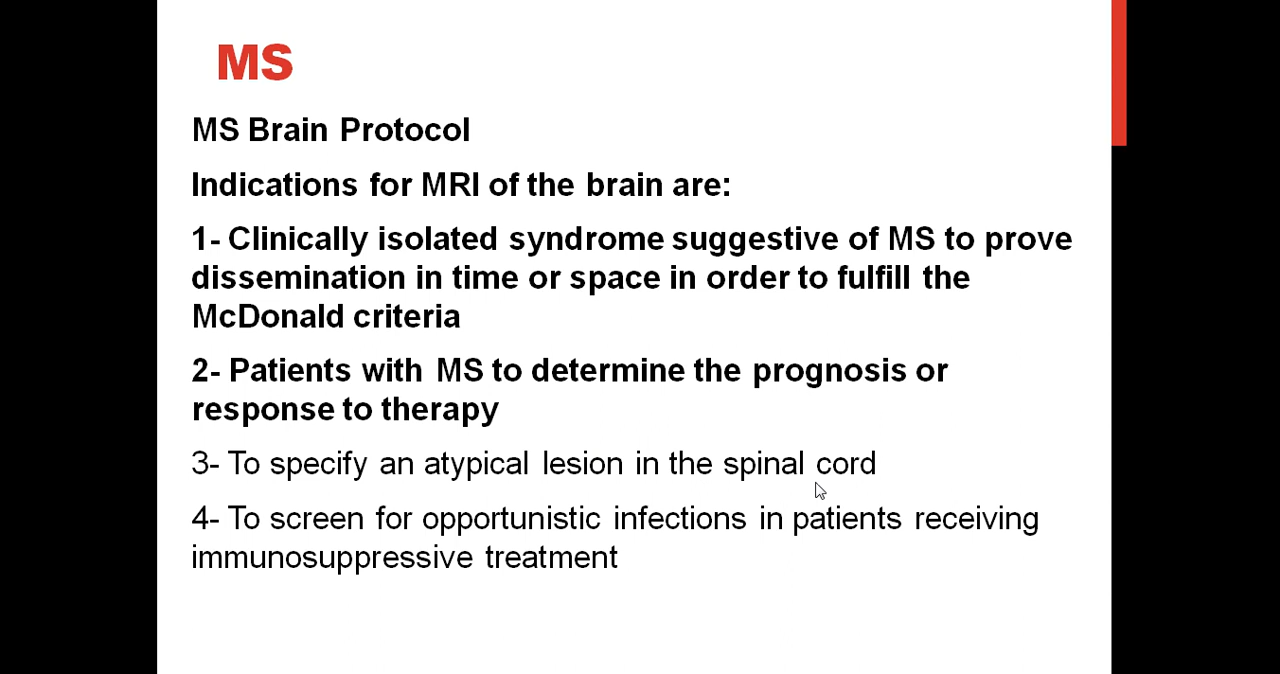 MS
MS Brain Protocol
Indications for MRI of the brain are:
1- Clinically isolated syndrome suggestive of MS to prove
dissemination in time or space in order to fulfill the
McDonald criteria
2- Patients with MS to determine the prognosis or
response to therapy
3- To specify an atypical lesion in the spinal cord
4- To screen for opportunistic infections in patients receiving
immunosuppressive treatment